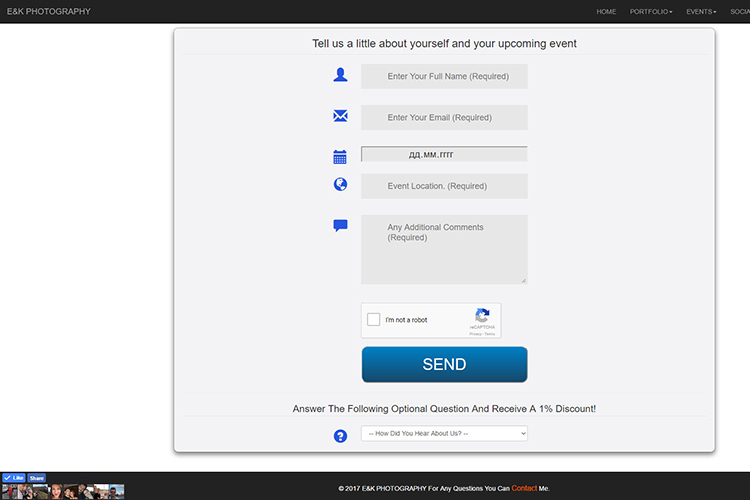 E&K PHOTOGRAPHY
HOME PORTFOLIO EVENTS SOCIA
Tell us a little about yourself and your upcoming event
Enter Your Full Name (Required)
Enter Your Email (Required)
дд.мм.гггг
Event Location. (Required)
Any Additional Comments
(Required)
I'm not a robot
reCAPTCHA
Privacy - Terms
SEND
Answer The Following Optional Question And Receive A 1% Discount!
-- How Did You Hear About Us? --
Like Share
© 2017 E&K PHOTOGRAPHY For Any Questions You Can Contact Me.